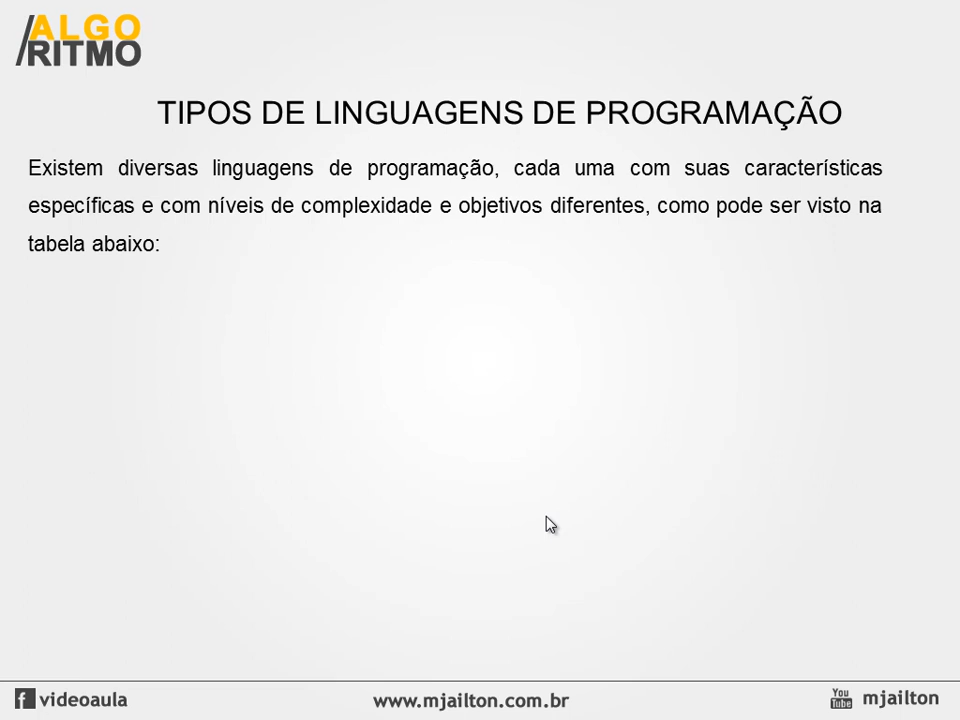 ALGO
RITMO
TIPOS DE LINGUAGENS DE PROGRAMAÇÃO
Existem diversas linguagens de programação, cada uma com suas características
específicas e com níveis de complexidade e objetivos diferentes, como pode ser visto na
tabela abaixo:
f videoaula
www.mjailton.com.br
You Tube mjailton